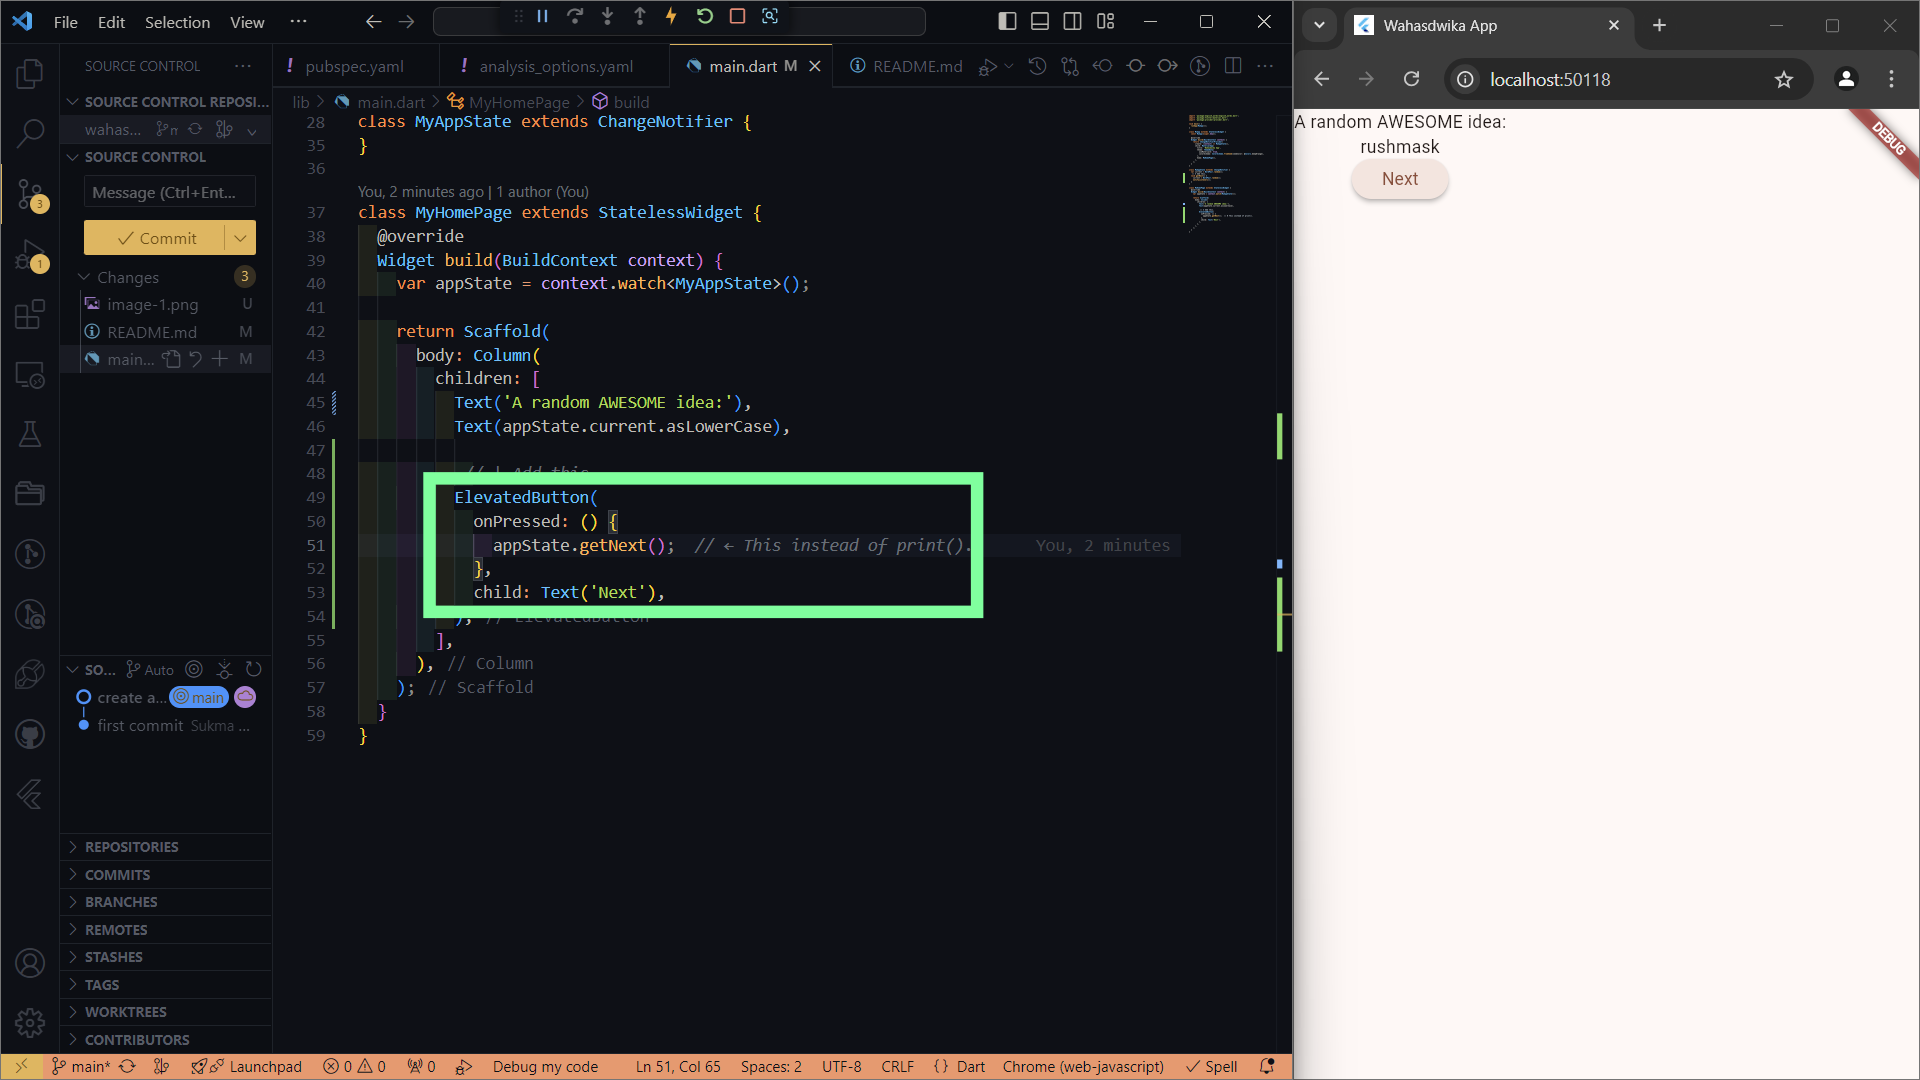 File Edit Selection View ···
SOURCE CONTROL ···
SOURCE CONTROL REPOSI...
wahas...
SOURCE CONTROL
Message (Ctrl+Ent...
3
Commit
1
Changes 3
image-1.png U
README.md M
main... M
SO... Auto
create a... main
first commit Sukma ...
REPOSITORIES
COMMITS
BRANCHES
REMOTES
STASHES
TAGS
WORKTREES
CONTRIBUTORS
! pubspec.yaml ! analysis_options.yaml main.dart M README.md
lib > main.dart > MyHomePage > build
28 class MyAppState extends ChangeNotifier {
35 }
36
You, 2 minutes ago | 1 author (You)
37 class MyHomePage extends StatelessWidget {
38 @override
39 Widget build(BuildContext context) {
40 var appState = context.watch<MyAppState>();
41
42 return Scaffold(
43 body: Column(
44 children: [
45 Text('A random AWESOME idea:'),
46 Text(appState.current.asLowerCase),
47
48 // ↓ Add this
49 ElevatedButton(
50 onPressed: () {
51 appState.getNext(); // ← This instead of print(). You, 2 minutes
52 },
53 child: Text('Next'),
54 ), // ElevatedButton
55 ],
56 ), // Column
57 ); // Scaffold
58 }
59 }
main* Launchpad 0 0 0 Debug my code Ln 51, Col 65 Spaces: 2 UTF-8 CRLF {} Dart Chrome (web-javascript) Spell
Wahasdwika App
localhost:50118
A random AWESOME idea:
rushmask
Next
DEBUG